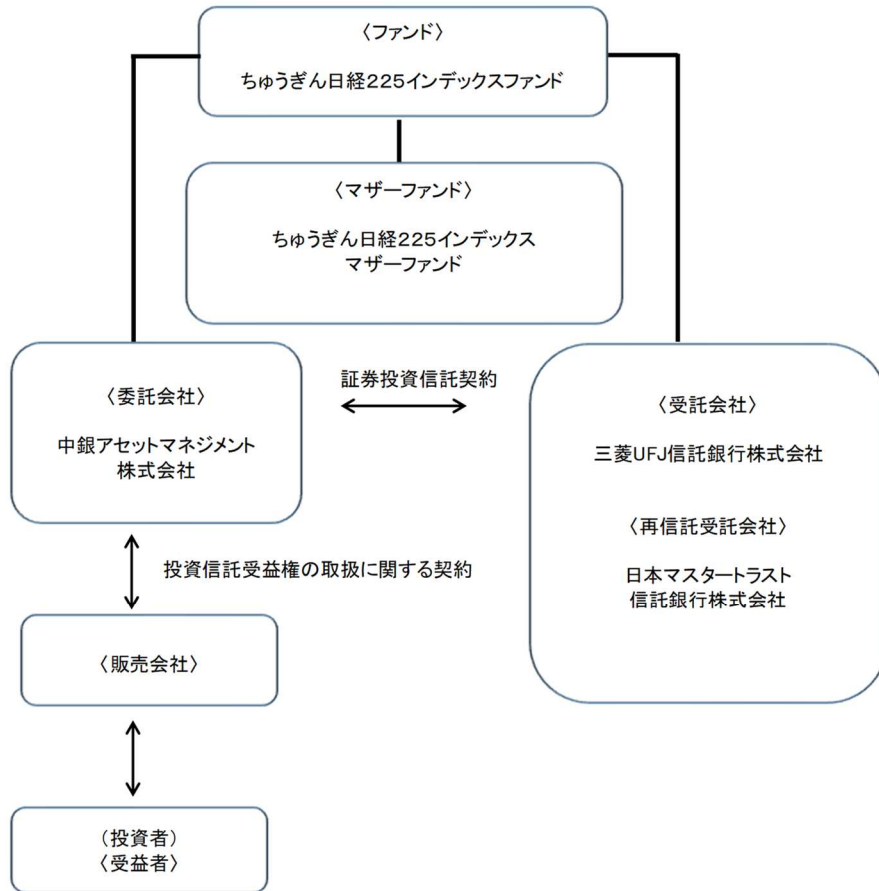 〈ファンド〉
ちゅうぎん日経225インデックスファンド
〈マザーファンド〉
ちゅうぎん日経225インデックス
マザーファンド
〈委託会社〉
中銀アセットマネジメント
株式会社
証券投資信託契約
〈受託会社〉
三菱UFJ信託銀行株式会社
〈再信託受託会社〉
日本マスタートラスト
信託銀行株式会社
投資信託受益権の取扱に関する契約
〈販売会社〉
(投資者)
〈受益者〉